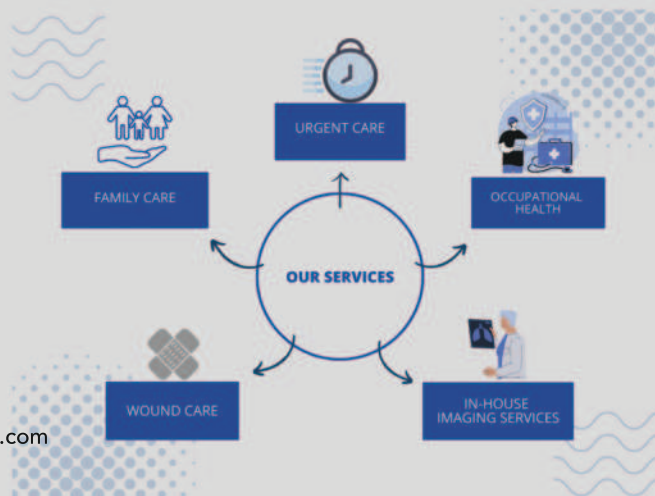 URGENT CARE
FAMILY CARE
OCCUPATIONAL
HEALTH
OUR SERVICES
WOUND CARE
IN-HOUSE
IMAGING SERVICES
.com